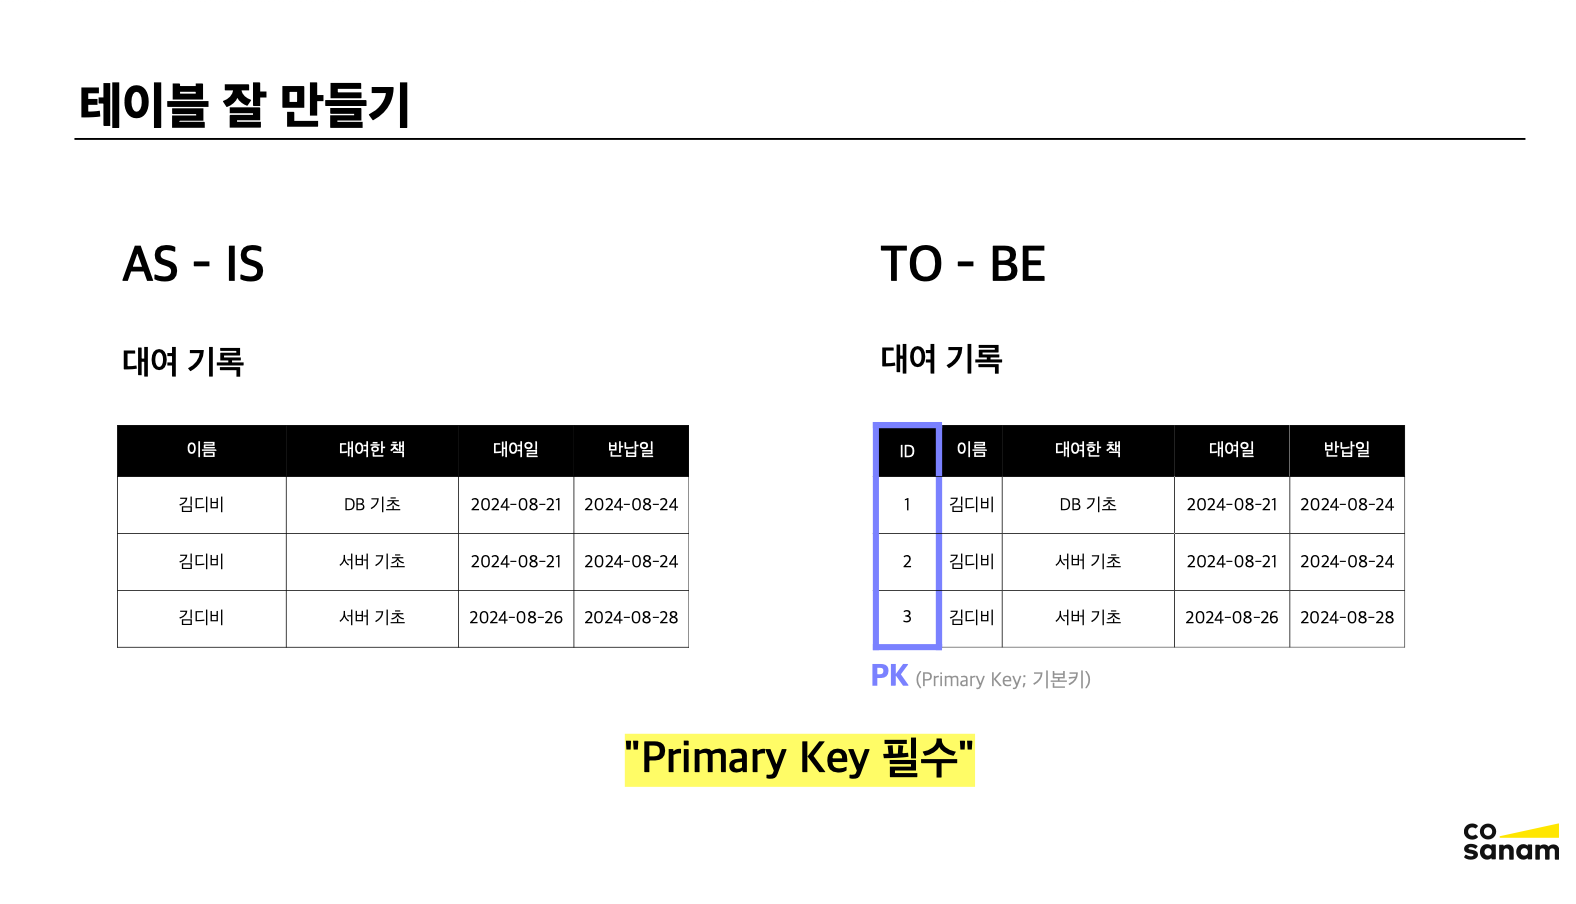 테이블 잘 만들기
AS - IS
대여 기록
이름 대여한 책 대여일 반납일
김디비 DB 기초 2024-08-21 2024-08-24
김디비 서버 기초 2024-08-21 2024-08-24
김디비 서버 기초 2024-08-26 2024-08-28
TO - BE
대여 기록
ID 이름 대여한 책 대여일 반납일
1 김디비 DB 기초 2024-08-21 2024-08-24
2 김디비 서버 기초 2024-08-21 2024-08-24
3 김디비 서버 기초 2024-08-26 2024-08-28
PK (Primary Key; 기본키)
"Primary Key 필수"
co
sanam